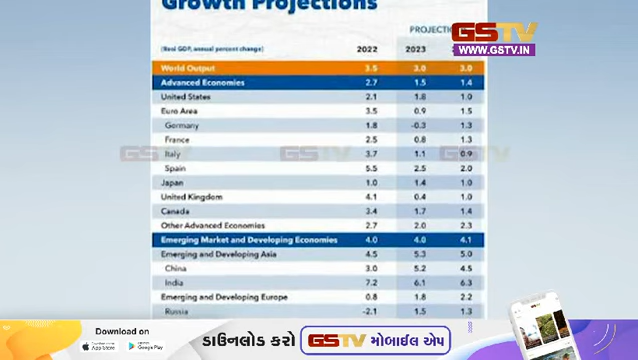 Growth Projections
PROJECTIONS
(Real GDP, annual percent change) 2022 2023
World Output 3.5 3.0 3.0
Advanced Economies 2.7 1.5 1.4
United States 2.1 1.8 1.0
Euro Area 3.5 0.9 1.5
Germany 1.8 -0.3 1.3
France 2.5 0.8 1.3
Italy 3.7 1.1 0.9
Spain 5.5 2.5 2.0
Japan 1.0 1.4 1.0
United Kingdom 4.1 0.4 1.0
Canada 3.4 1.7 1.4
Other Advanced Economies 2.7 2.0 2.3
Emerging Market and Developing Economies 4.0 4.0 4.1
Emerging and Developing Asia 4.5 5.3 5.0
China 3.0 5.2 4.5
India 7.2 6.1 6.3
Emerging and Developing Europe 0.8 1.8 2.2
Russia -2.1 1.5 1.3
GSTV
WWW.GSTV.IN
GSTV
GSTV
GSTV
Download on
App Store Google Play
ડાઉનલોડ કરો GSTV મોબાઈલ એપ